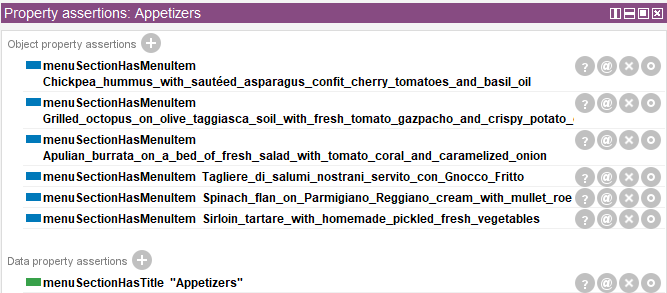 Property assertions: Appetizers
Object property assertions
menuSectionHasMenuItem
Chickpea_hummus_with_sautéed_asparagus_confit_cherry_tomatoes_and_basil_oil
menuSectionHasMenuItem
Grilled_octopus_on_olive_taggiasca_soil_with_fresh_tomato_gazpacho_and_crispy_potato_
menuSectionHasMenuItem
Apulian_burrata_on_a_bed_of_fresh_salad_with_tomato_coral_and_caramelized_onion
menuSectionHasMenuItem Tagliere_di_salumi_nostrani_servito_con_Gnocco_Fritto
menuSectionHasMenuItem Spinach_flan_on_Parmigiano_Reggiano_cream_with_mullet_roe
menuSectionHasMenuItem Sirloin_tartare_with_homemade_pickled_fresh_vegetables
Data property assertions
menuSectionHasTitle "Appetizers"